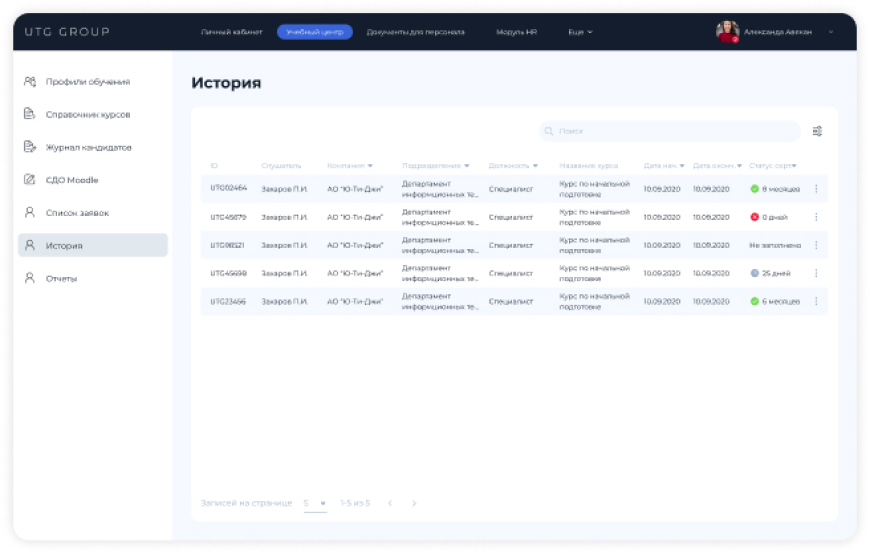 UTG GROUP
Личный кабинет
Учебный центр
Документы для персонала
Модуль HR
Еще
Александа Авекан
Профили обучения
Справочник курсов
Журнал кандидатов
СДО Moodle
Список заявок
История
Отчеты
История
Поиск
ID Слушатель Компания Подразделение Должность Название курса Дата нач. Дата оконч. Статус серт
UTG02464 Захаров П.И. АО "Ю-Ти-Джи" Департамент информационных те... Специалист Курс по начальной подготовке 10.09.2020 10.09.2020 8 месяцев
UTG45879 Захаров П.И. АО "Ю-Ти-Джи" Департамент информационных те... Специалист Курс по начальной подготовке 10.09.2020 10.09.2020 0 дней
Захаров П.И. АО "Ю-Ти-Джи" Департамент информационных те... Специалист Курс по начальной подготовке 10.09.2020 10.09.2020 Не заполнено
UTG45698 Захаров П.И. АО "Ю-Ти-Джи" Департамент информационных те... Специалист Курс по начальной подготовке 10.09.2020 10.09.2020 25 дней
UTG23466 Захаров П.И. АО "Ю-Ти-Джи" Департамент информационных те... Специалист Курс по начальной подготовке 10.09.2020 10.09.2020 6 месяцев
Записей на странице 5 1-5 из 5